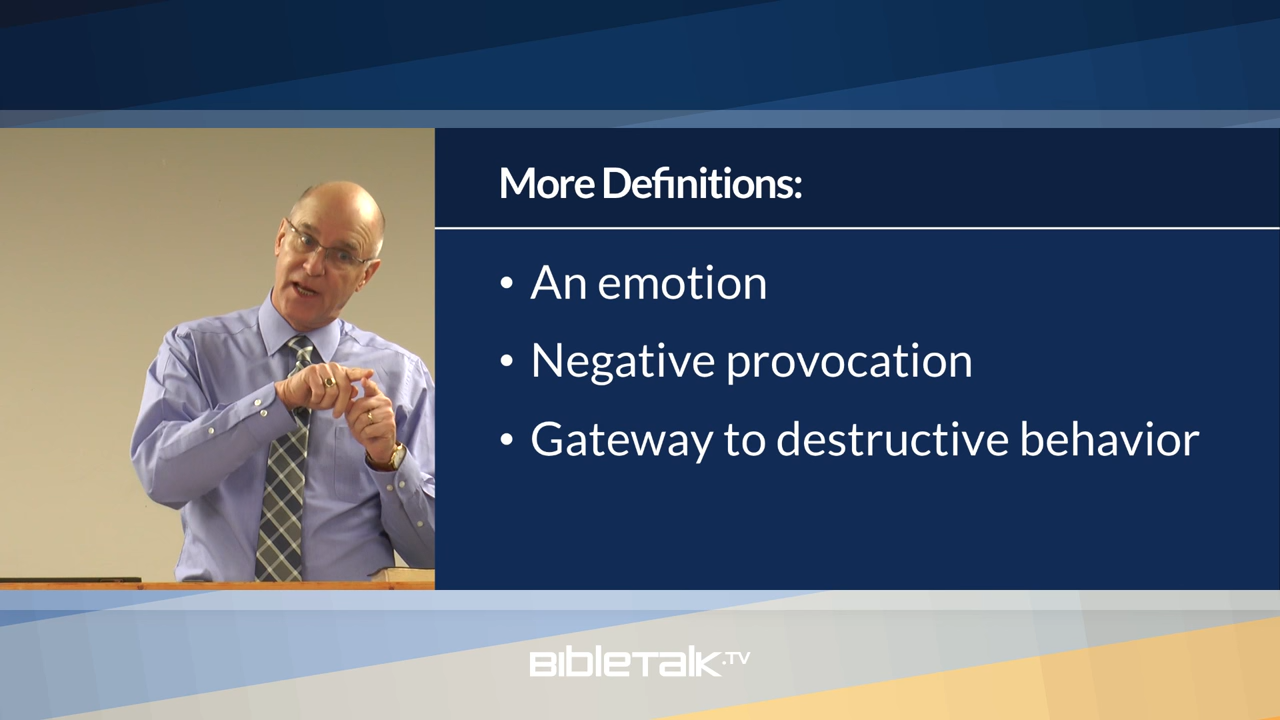 More Definitions:
• An emotion
• Negative provocation
• Gateway to destructive behavior
BibleTalk.TV